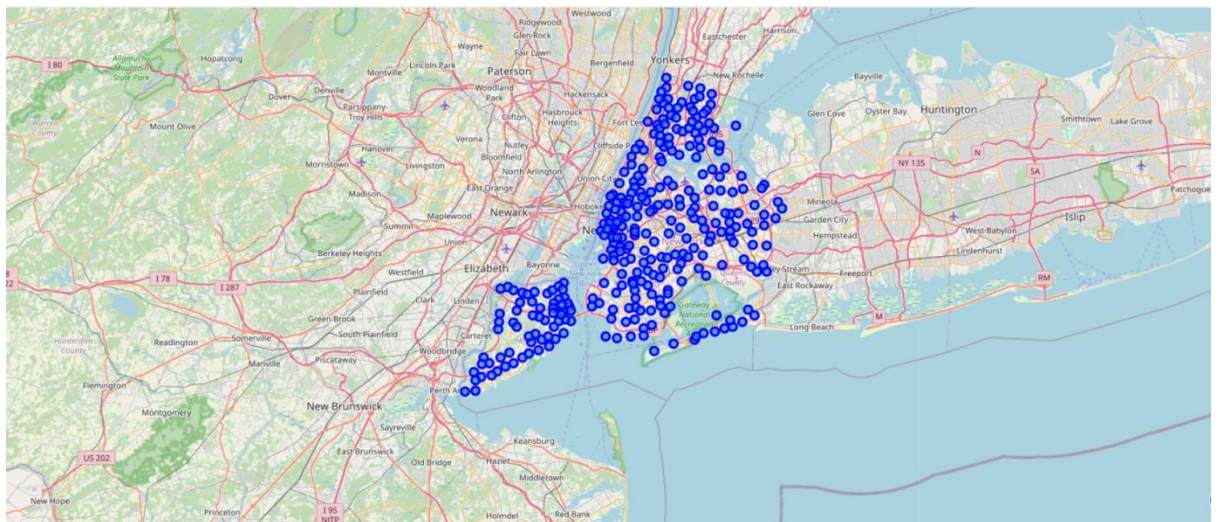 Westwood
Eastchester
Harrison
Ridgewood
Glen Rock
Hopatcong
Wayne
Fair Lawn
Bergenfield
Yonkers
I 80
Allamuchy
Mountain
State Park
Montville
Lincoln Park
Paterson
New Rochelle
Bayville
Denville
Woodland
Park
Hackensack
Dover
Parsippany-
Troy Hills
Clifton
Hasbrouck
Heights
Fort Lee
Glen Cove
Oyster Bay
Huntington
Smithtown
Lake Grove
Warren
County
Mount Olive
Hanover
Verona
Nutley
Cliffside
Bloomfield
N
Morristown
Livingston
North Arlington
NY 135
SA
Union City
Madison
East Orange
Patchogue
Mineola
Maplewood
Newark
Hoboken
Garden City
Islip
Summit
Union
Hempstead
West Babylon
Berkeley Heights
Lindenhurst
Elizabeth
Bayonne
Stream
Freeport
I 78
Westfield
County
East Rockaway
RM
I 287
Plainfield
Clark
Linden
Gateway
National
Green Brook
South Plainfield
Carteret
M
Long Beach
Hunterdon
County
Readington
Somerville
Manville
Piscataway
Woodbridge
Flemington
Perth
New Brunswick
Montgomery
Sayreville
Keansburg
East Brunswick
US 202
Old Bridge
Hazlet
Middletown
New Hope
I 95
NJTP
Princeton
Holmdel
Red Bank